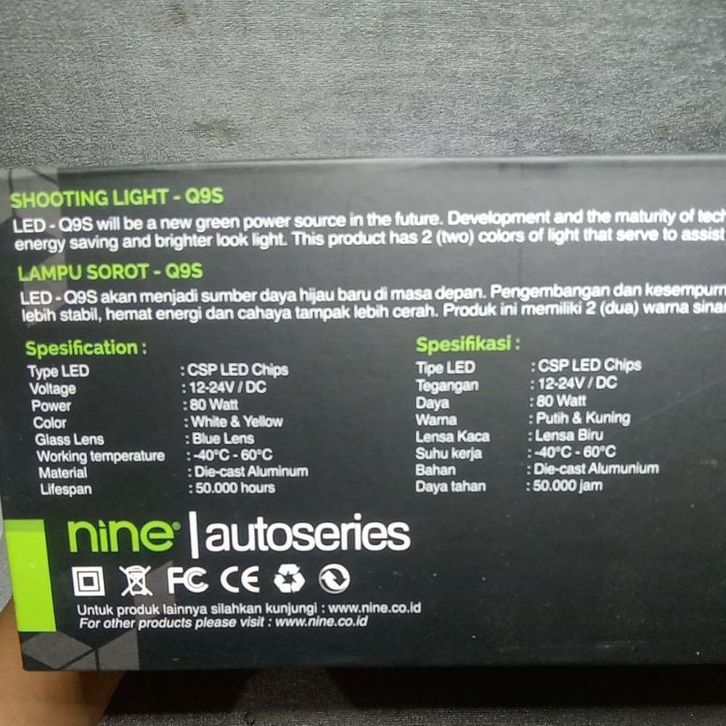 SHOOTING LIGHT - Q9S
LED - Q9S will be a new green power source in the future. Development and the maturity of tec
energy saving and brighter look light. This product has 2 (two) colors of light that serve to assist
LAMPU SOROT - Q9S
LED - Q9S akan menjadi sumber daya hijau baru di masa depan. Pengembangan dan kesempurn
lebih stabil, hemat energi dan cahaya tampak lebih cerah. Produk ini memiliki 2 (dua) warna sina
Spesification :
Type LED : CSP LED Chips
Voltage : 12-24V / DC
Power : 80 Watt
Color : White & Yellow
Glass Lens : Blue Lens
Working temperature : -40°C - 60°C
Material : Die-cast Aluminum
Lifespan : 50.000 hours
Spesifikasi :
Tipe LED : CSP LED Chips
Tegangan : 12-24V / DC
Daya : 80 Watt
Warna : Putih & Kuning
Lensa Kaca : Lensa Biru
Suhu kerja : -40°C - 60°C
Bahan : Die-cast Alumunium
Daya tahan : 50.000 jam
nine® | autoseries
FC CE
Untuk produk lainnya silahkan kunjungi : www.nine.co.id
For other products please visit : www.nine.co.id